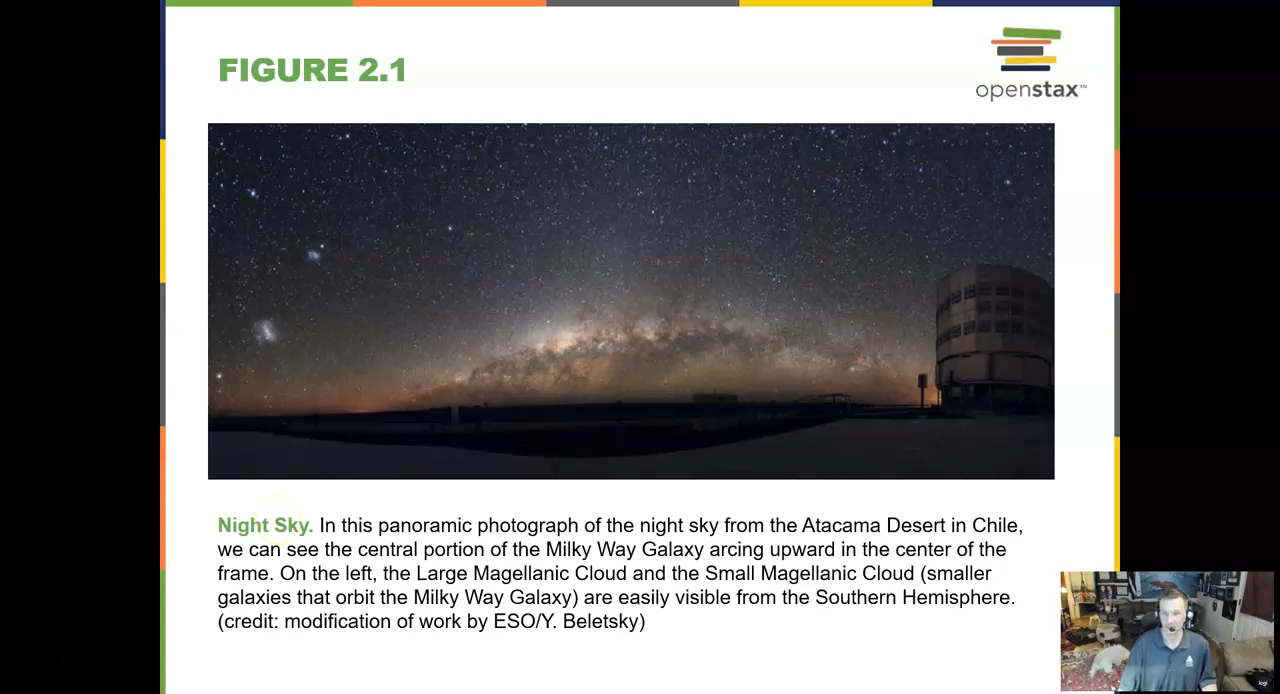 FIGURE 2.1
openstax™
Night Sky. In this panoramic photograph of the night sky from the Atacama Desert in Chile,
we can see the central portion of the Milky Way Galaxy arcing upward in the center of the
frame. On the left, the Large Magellanic Cloud and the Small Magellanic Cloud (smaller
galaxies that orbit the Milky Way Galaxy) are easily visible from the Southern Hemisphere.
(credit: modification of work by ESO/Y. Beletsky)
logi